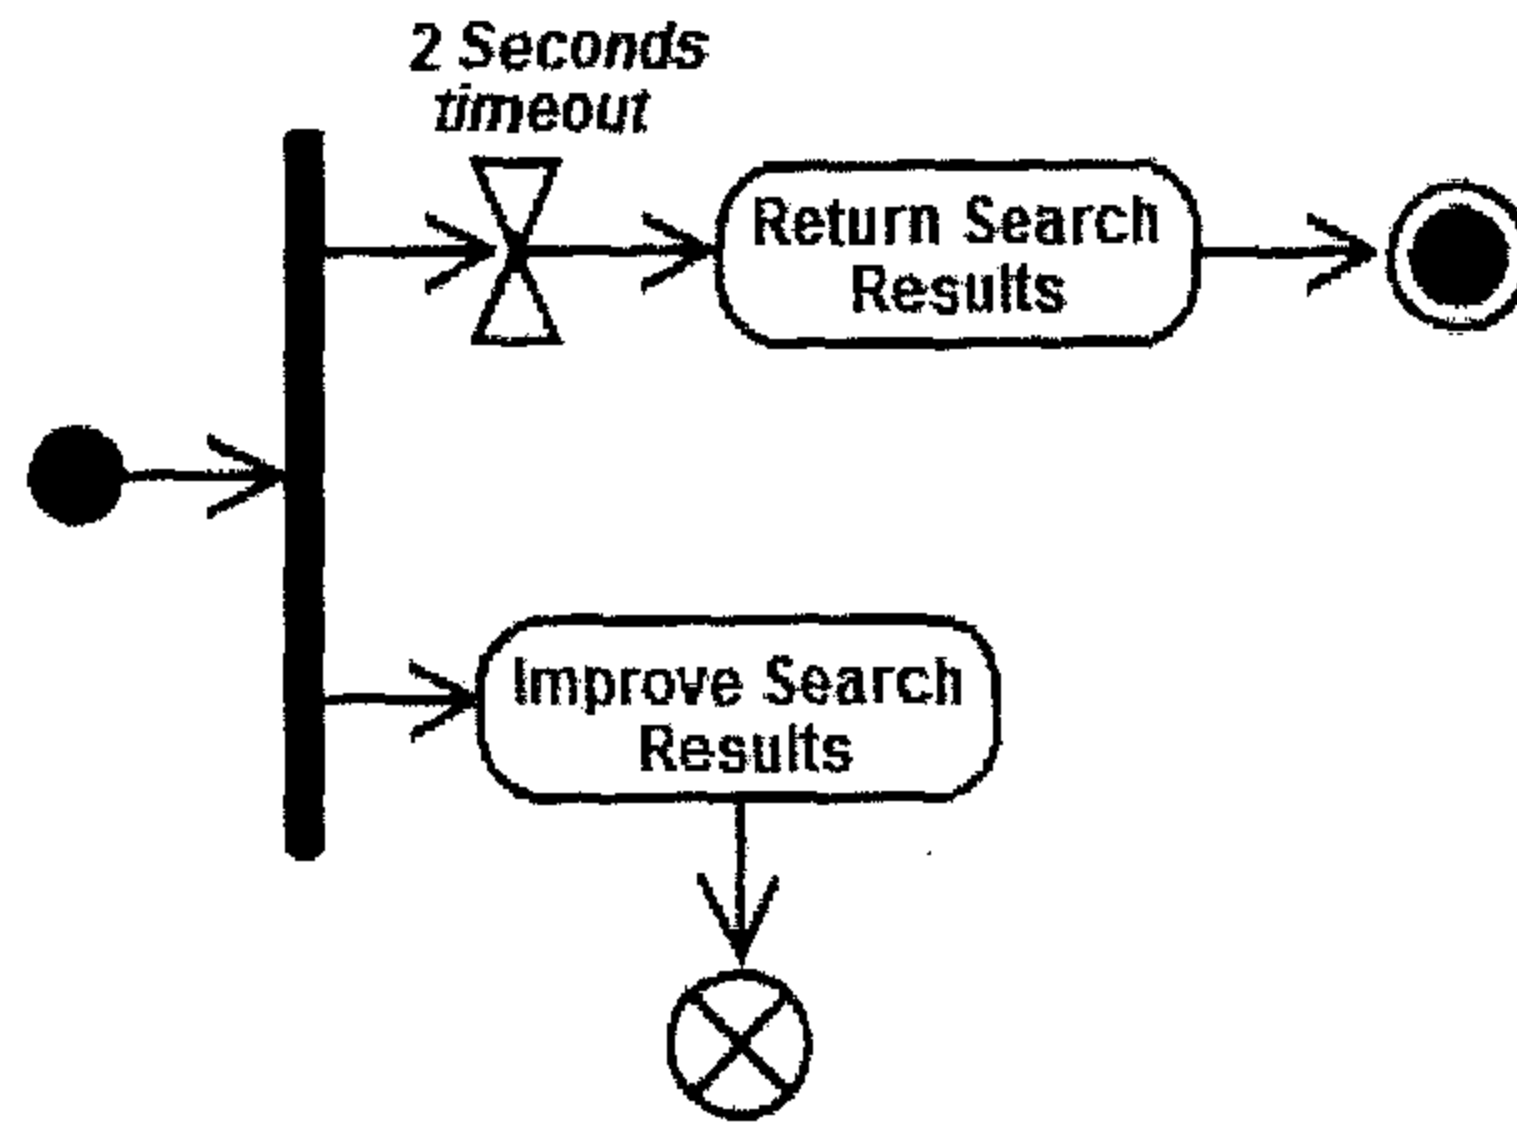 2 Seconds
timeout
Return Search
Results
Improve Search
Results